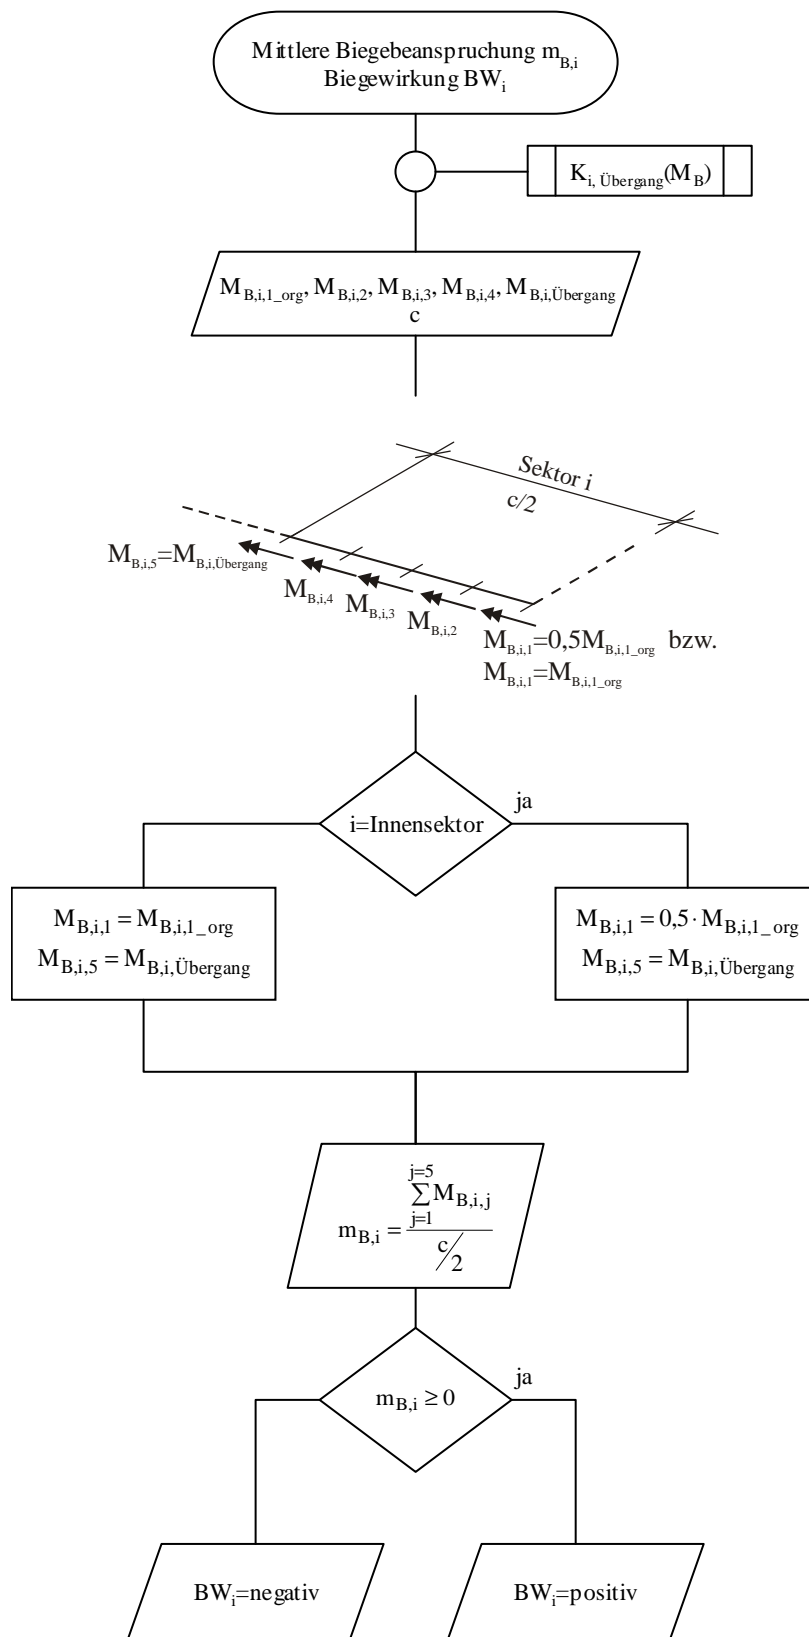 Mittlere Biegebeanspruchung m_B,i
Biegewirkung BW_i
K_i, Übergang(M_B)
M_B,i,1_org, M_B,i,2, M_B,i,3, M_B,i,4, M_B,i,Übergang
c
Sektor i
c/2
M_B,i,5=M_B,i,Übergang
M_B,i,4
M_B,i,3
M_B,i,2
M_B,i,1=0,5M_B,i,1_org bzw.
M_B,i,1=M_B,i,1_org
i=Innensektor
ja
M_B,i,1 = M_B,i,1_org
M_B,i,5 = M_B,i,Übergang
M_B,i,1 = 0,5· M_B,i,1_org
M_B,i,5 = M_B,i,Übergang
j=5
∑ M_B,i,j
j=1
m_B,i =
c/2
m_B,i ≥ 0
ja
BW_i=negativ
BW_i=positiv